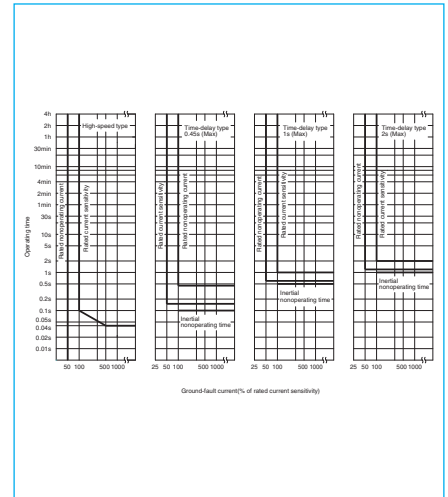 4h
2h
1h
30min
10min
4min
2min
1min
30s
10s
5s
2s
1s
0.5s
0.2s
0.1s
0.05s
0.04s
0.02s
0.01s
Operating time
High-speed type
Rated nonoperating current
Rated current sensitivity
50 100 500 1000
Time-delay type
0.45s (Max)
Rated nonoperating current
Rated current sensitivity
Inertial
nonoperating time
25 50 100 500 1000
Time-delay type
1s (Max)
Rated nonoperating current
Rated current sensitivity
Inertial
nonoperating time
25 50 100 500 1000
Time-delay type
2s (Max)
Rated nonoperating current
Rated current sensitivity
Inertial
nonoperating time
25 50 100 500 1000
Ground-fault current(% of rated current sensitivity)